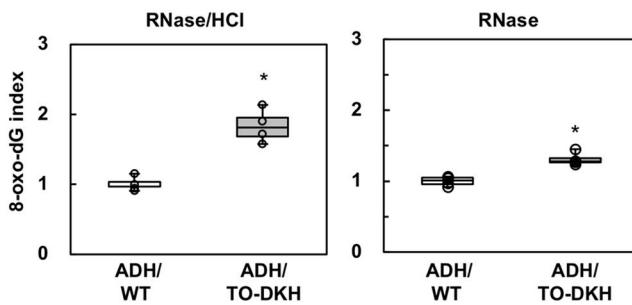 RNase/HCl
8-oxo-dG index
3
2
1
0
*
ADH/
WT
ADH/
TO-DKH
RNase
3
2
1
0
*
ADH/
WT
ADH/
TO-DKH